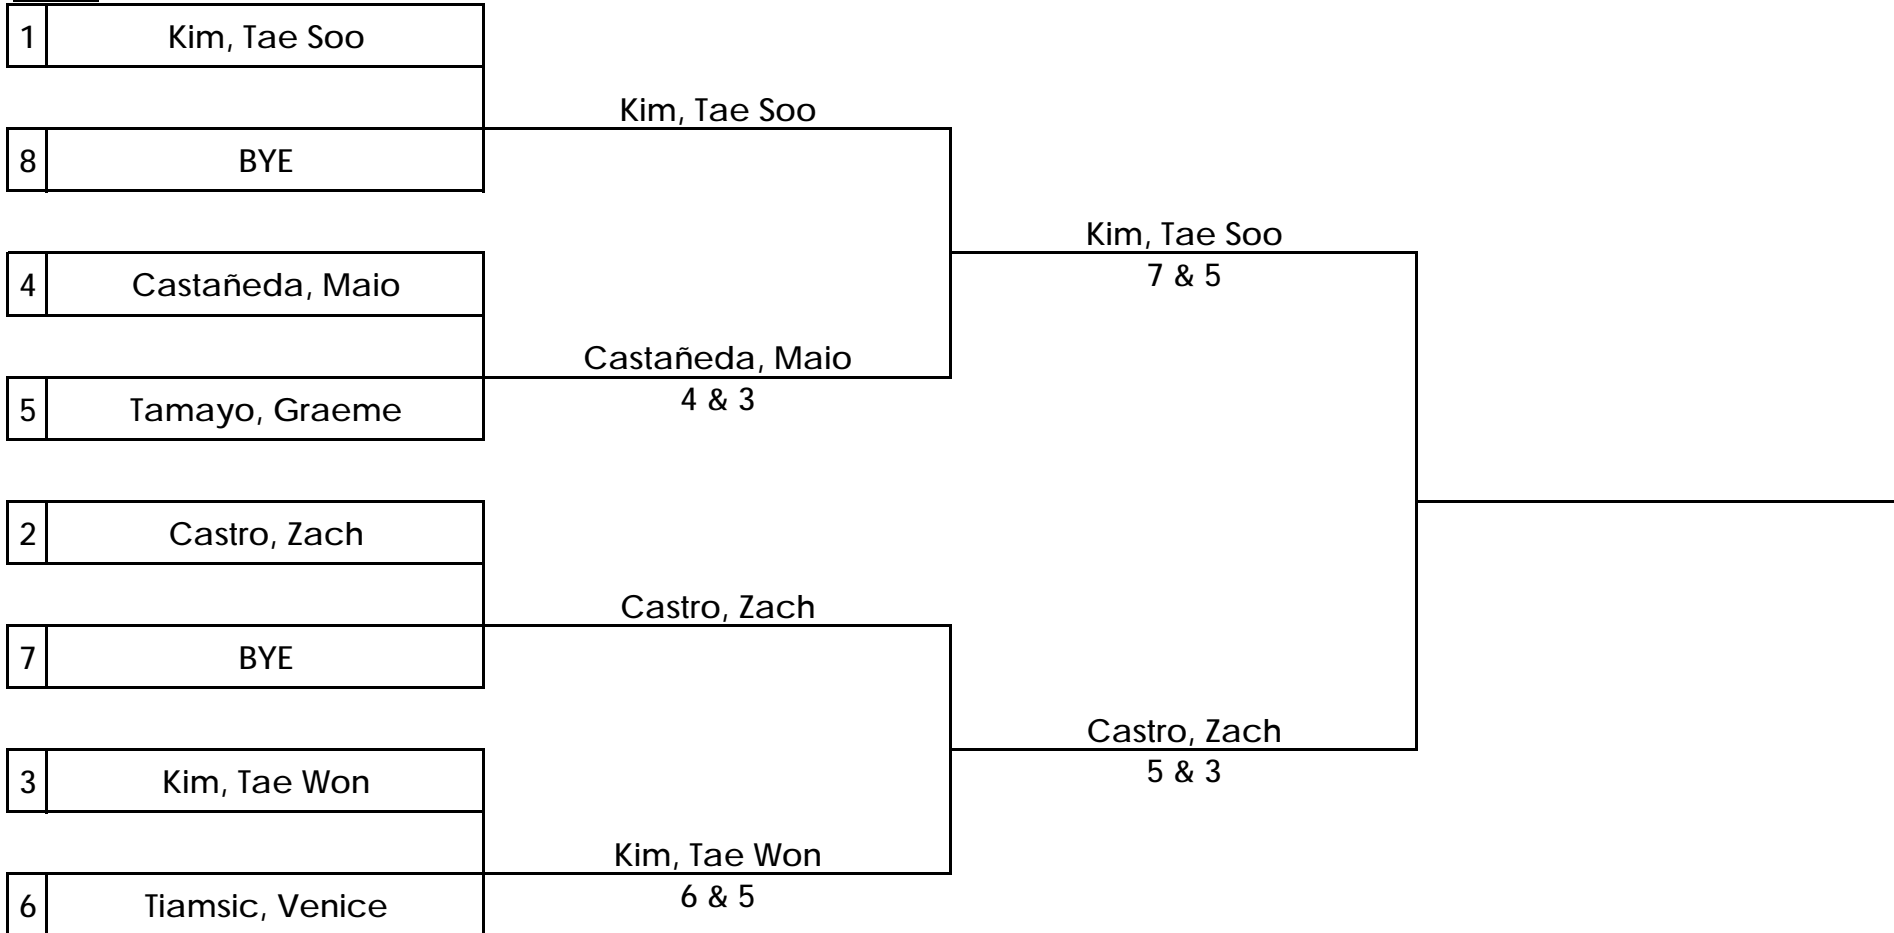 1 Kim, Tae Soo
Kim, Tae Soo
8 BYE
Kim, Tae Soo
7 & 5
4 Castañeda, Maio
Castañeda, Maio
4 & 3
5 Tamayo, Graeme
2 Castro, Zach
Castro, Zach
7 BYE
Castro, Zach
5 & 3
3 Kim, Tae Won
Kim, Tae Won
6 & 5
6 Tiamsic, Venice